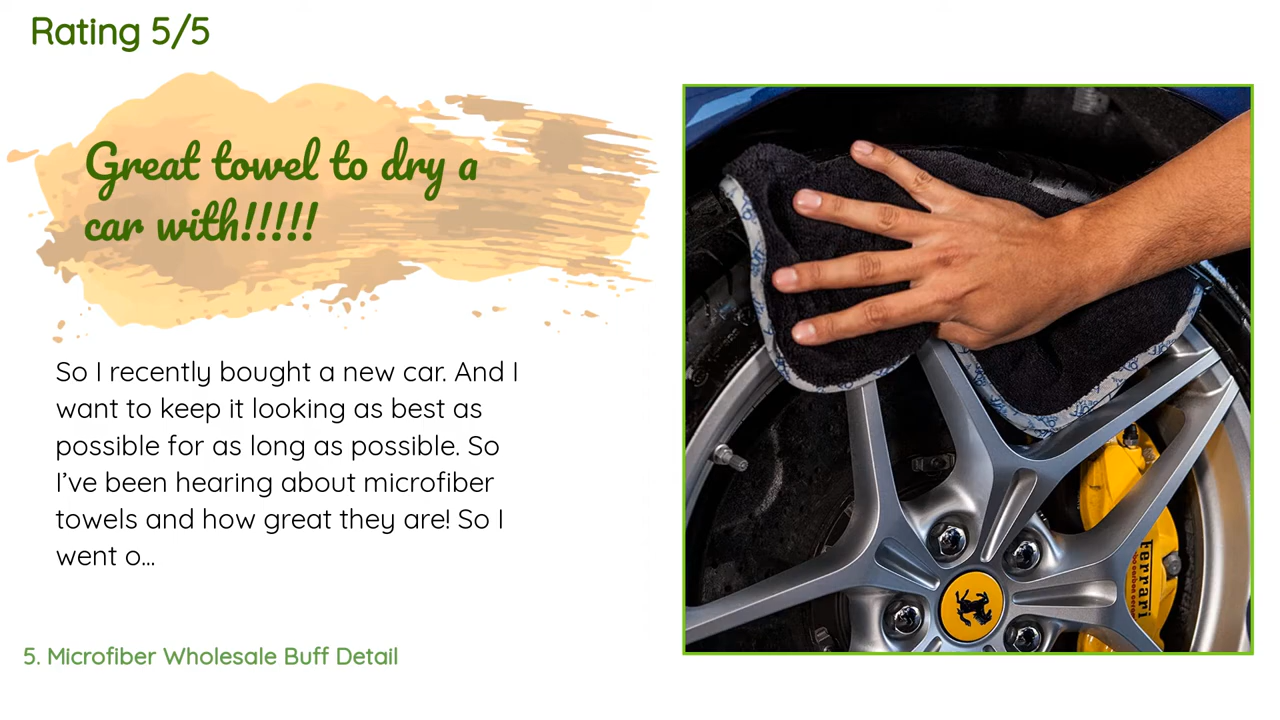 Rating 5/5
Great towel to dry a
car with!!!!!
So I recently bought a new car. And I
want to keep it looking as best as
possible for as long as possible. So
I’ve been hearing about microfiber
towels and how great they are! So I
went o...
5. Microfiber Wholesale Buff Detail
Ferrari